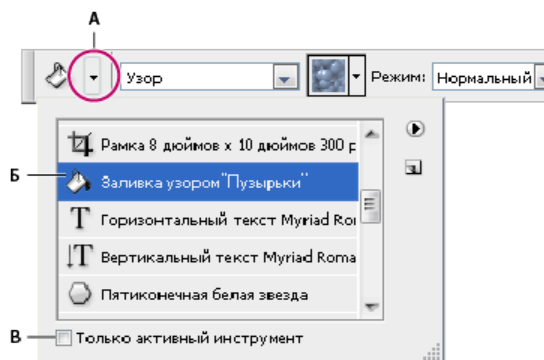 А
Узор
Режим: Нормальный
Рамка 8 дюймов x 10 дюймов 300 р
Б
Заливка узором "Пузырьки"
Горизонтальный текст Myriad Ro
Вертикальный текст Myriad Roma
Пятиконечная белая звезда
В
Только активный инструмент